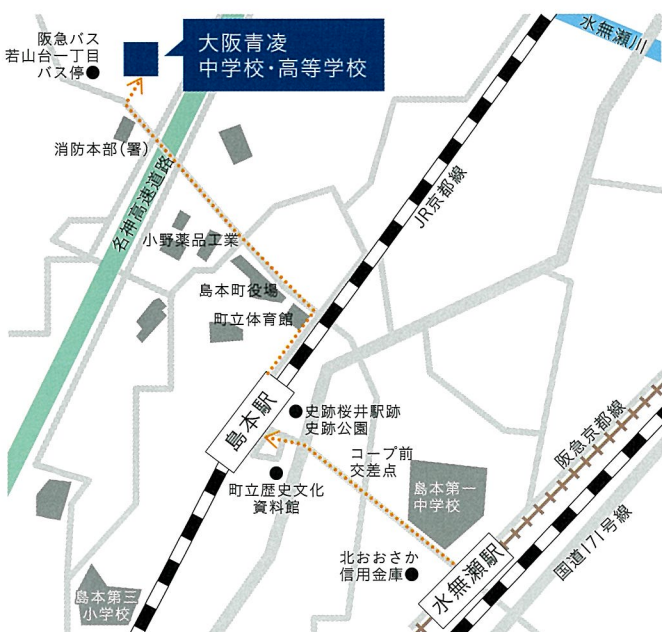 阪急バス
若山台一丁目
バス停●
大阪青凌
中学校・高等学校
水無瀬川
消防本部(署)
名神高速道路
JR京都線
小野薬品工業
島本町役場
町立体育館
島本駅
●史跡桜井駅跡
史跡公園
コープ前
交差点
阪急京都線
町立歴史文化
資料館
島本第一
中学校
国道171号線
北おおさか
信用金庫●
水無瀬駅
島本第三
小学校